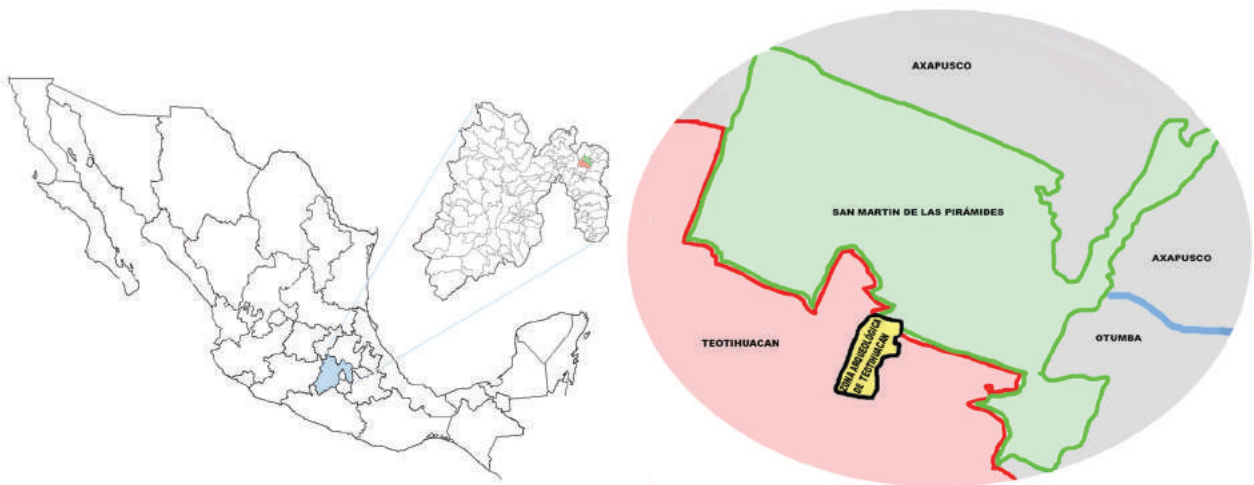 AXAPUSCO
SAN MARTIN DE LAS PIRÁMIDES
AXAPUSCO
TEOTIHUACAN
ZONA ARQUEOLÓGICA
DE TEOTIHUACAN
OTUMBA